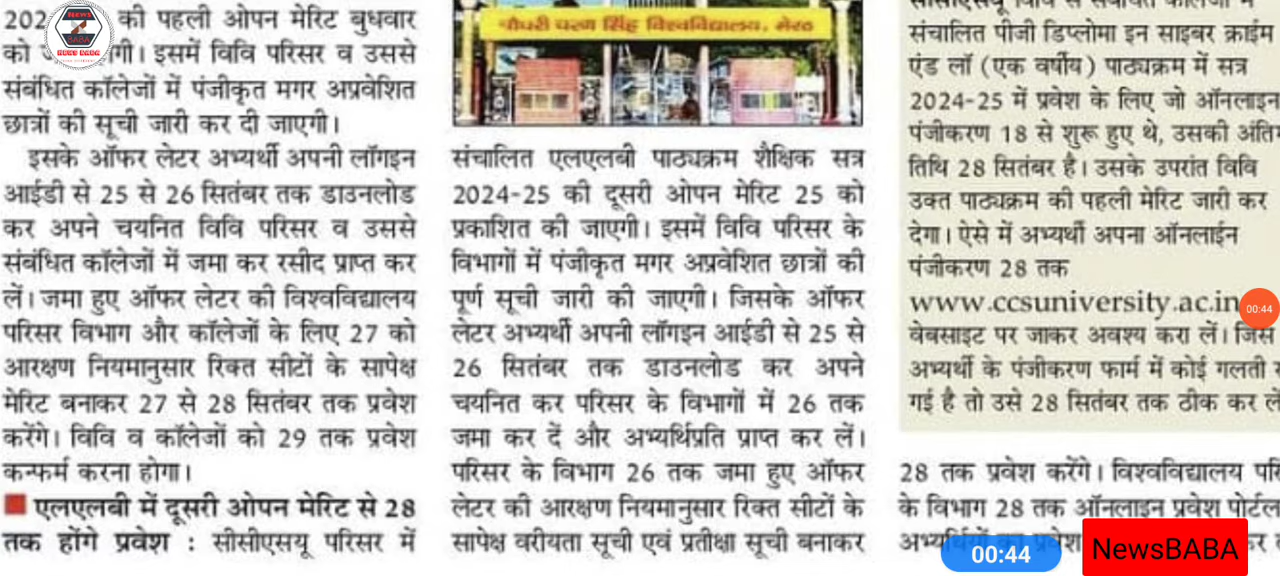 202 की पहली ओपन मेरिट बुधवार
को गी। इसमें विवि परिसर व उससे
संबंधित कॉलेजों में पंजीकृत मगर अप्रवेशित
छात्रों की सूची जारी कर दी जाएगी।
इसके ऑफर लेटर अभ्यर्थी अपनी लॉगइन
आईडी से 25 से 26 सितंबर तक डाउनलोड
कर अपने चयनित विवि परिसर व उससे
संबंधित कॉलेजों में जमा कर रसीद प्राप्त कर
लें। जमा हुए ऑफर लेटर की विश्वविद्यालय
परिसर विभाग और कॉलेजों के लिए 27 को
आरक्षण नियमानुसार रिक्त सीटों के सापेक्ष
मेरिट बनाकर 27 से 28 सितंबर तक प्रवेश
करेंगे। विवि व कॉलेजों को 29 तक प्रवेश
कन्फर्म करना होगा।
एलएलबी में दूसरी ओपन मेरिट से 28
तक होंगे प्रवेश : सीसीएसयू परिसर में
चौधरी चरण सिंह विश्वविद्यालय, मेरठ
संचालित एलएलबी पाठ्यक्रम शैक्षिक सत्र
2024-25 की दूसरी ओपन मेरिट 25 को
प्रकाशित की जाएगी। इसमें विवि परिसर के
विभागों में पंजीकृत मगर अप्रवेशित छात्रों की
पूर्ण सूची जारी की जाएगी। जिसके ऑफर
लेटर अभ्यर्थी अपनी लॉगइन आईडी से 25 से
26 सितंबर तक डाउनलोड कर अपने
चयनित कर परिसर के विभागों में 26 तक
जमा कर दें और अभ्यर्थिप्रति प्राप्त कर लें।
परिसर के विभाग 26 तक जमा हुए ऑफर
लेटर की आरक्षण नियमानुसार रिक्त सीटों के
सापेक्ष वरीयता सूची एवं प्रतीक्षा सूची बनाकर
संचालित पीजी डिप्लोमा इन साइबर क्राईम
एंड लॉ (एक वर्षीय) पाठ्यक्रम में सत्र
2024-25 में प्रवेश के लिए जो ऑनलाइन
पंजीकरण 18 से शुरू हुए थे, उसकी
तिथि 28 सितंबर है। उसके उपरांत विवि
उक्त पाठ्यक्रम की पहली मेरिट जारी कर
देगा। ऐसे में अभ्यर्थी अपना ऑनलाईन
पंजीकरण 28 तक
www.ccsuniversity.ac.in
वेबसाइट पर जाकर अवश्य करा लें। जिस
अभ्यर्थी के पंजीकरण फार्म में कोई गलती
गई है तो उसे 28 सितंबर तक ठीक कर
28 तक प्रवेश करेंगे। विश्वविद्यालय
के विभाग 28 तक ऑनलाइन प्रवेश
00:44
00:44
NewsBABA